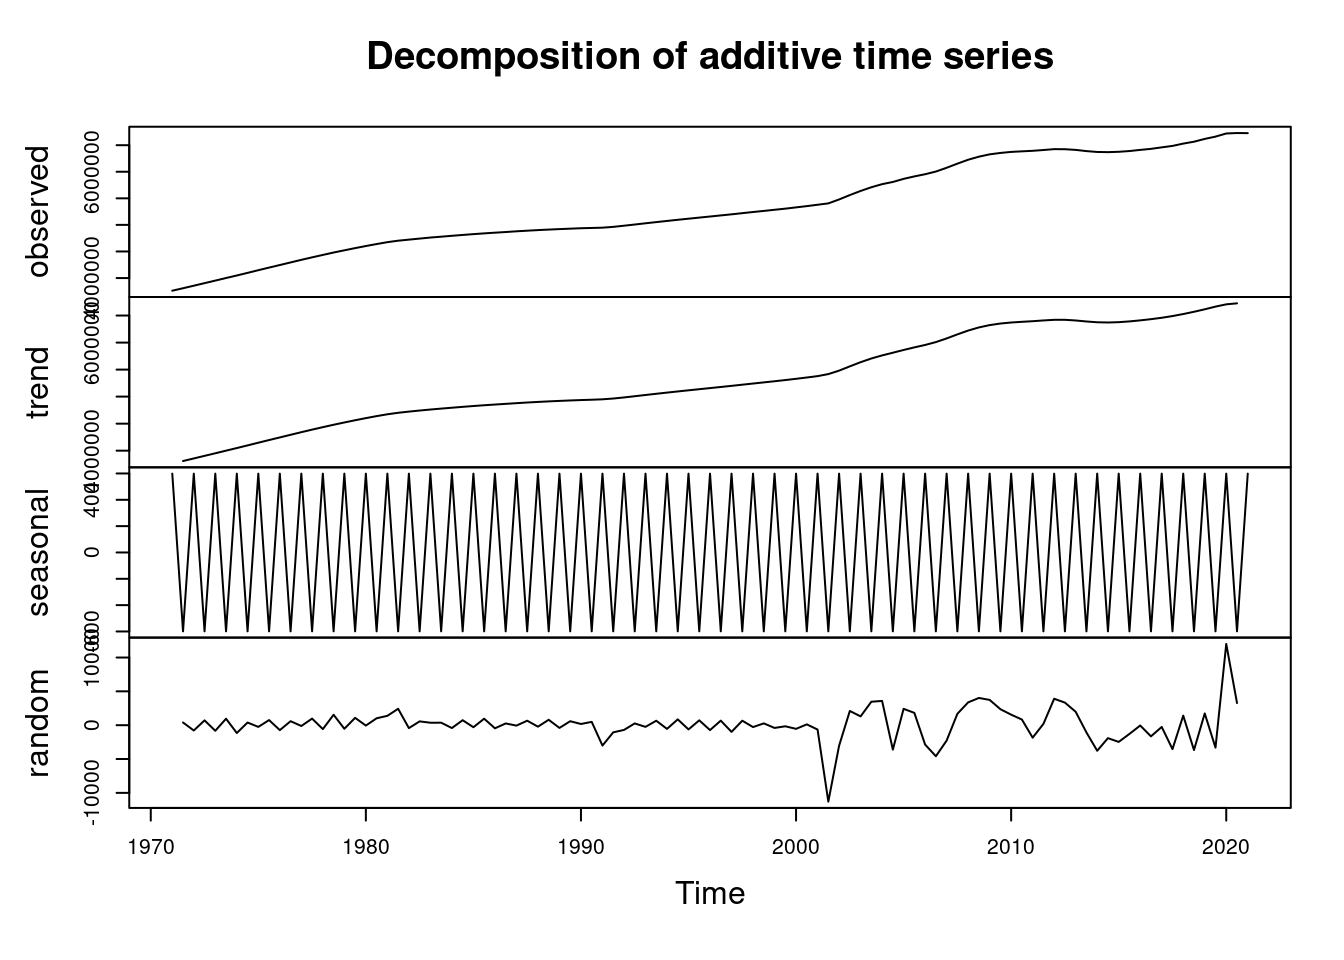 Decomposition of additive time series
observed
6000000
4000000
trend
6000000
4000000
seasonal
400
0
random
10000
0
-10000
1970 1980 1990 2000 2010 2020
Time